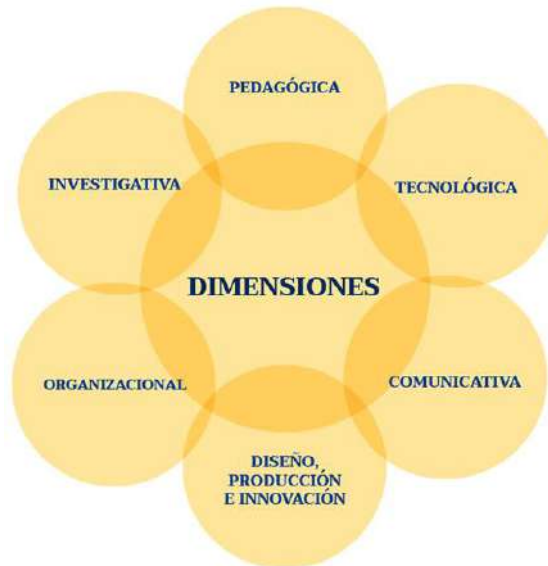 PEDAGÓGICA
INVESTIGATIVA
TECNOLÓGICA
DIMENSIONES
ORGANIZACIONAL
COMUNICATIVA
DISEÑO,
PRODUCCIÓN
E INNOVACIÓN